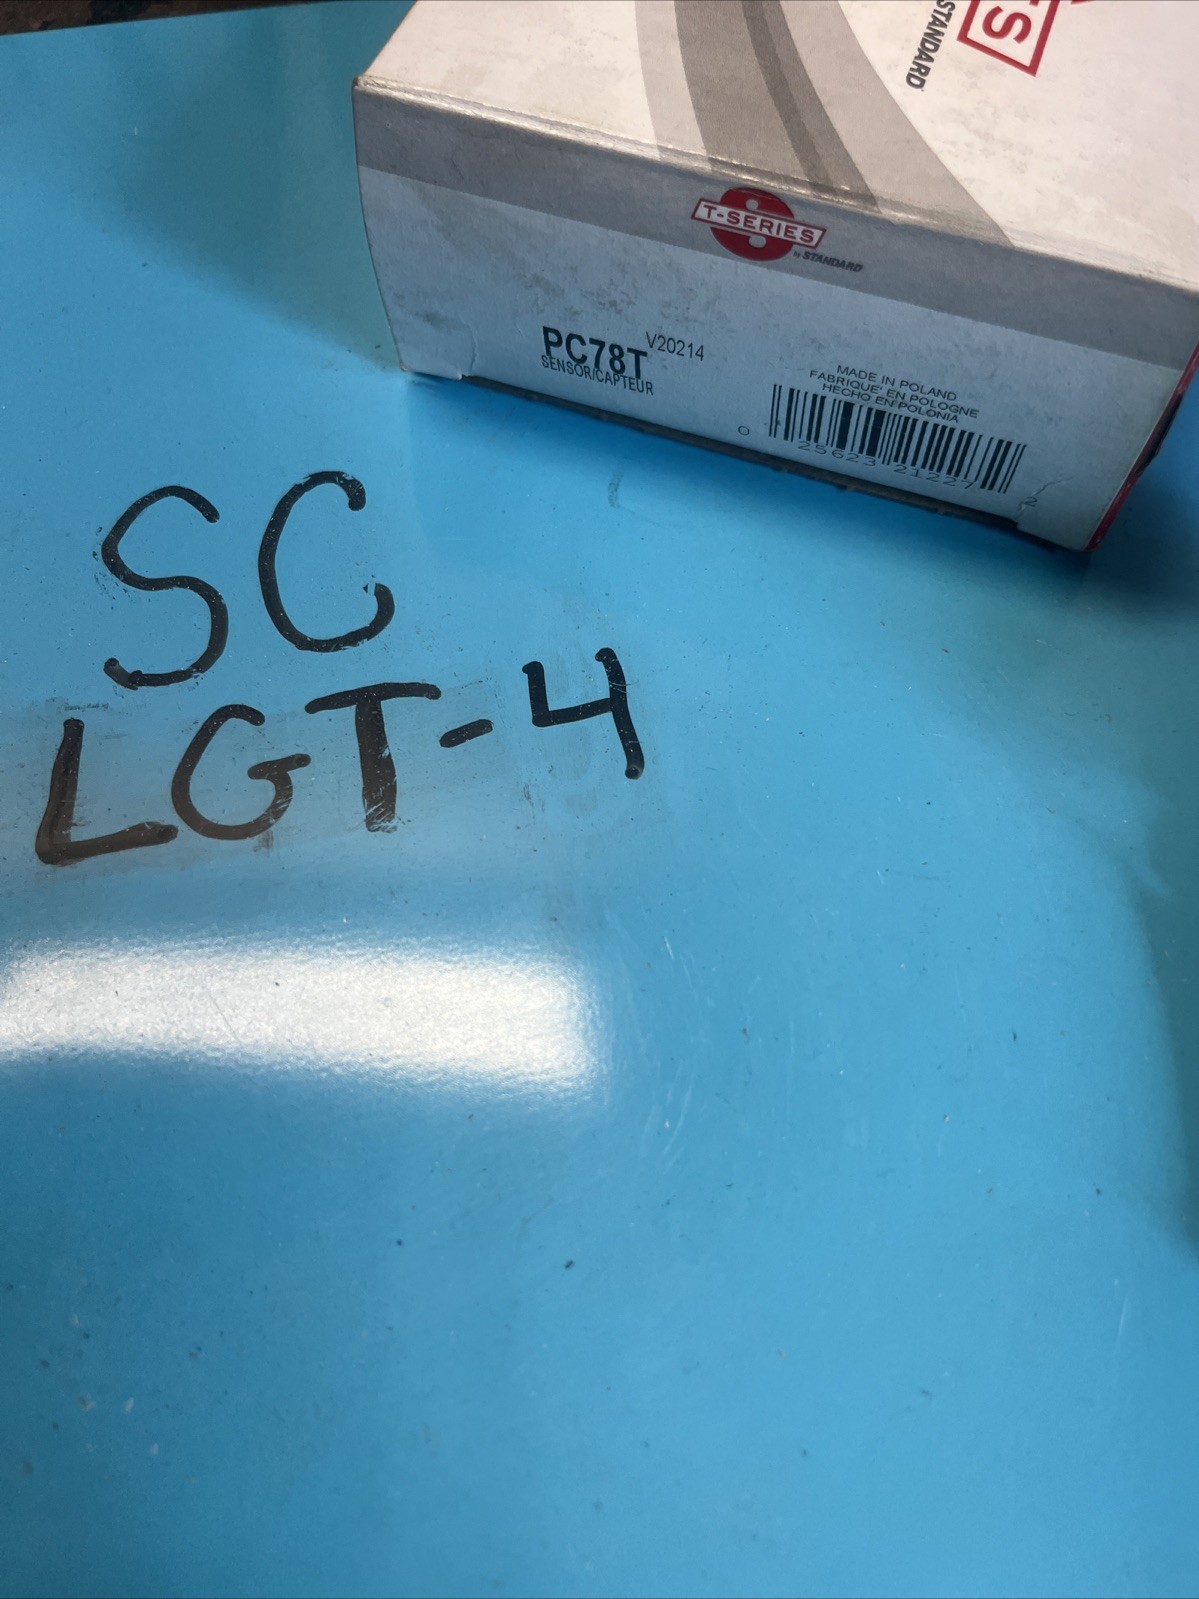 TS
STANDARD
T-SERIES
by STANDARD
PC78T V20214
SENSOR/CAPTEUR
MADE IN POLAND
FABRIQUE' EN POLOGNE
HECHO EN POLONIA
0 25623 21227 2
SC
LGT-4